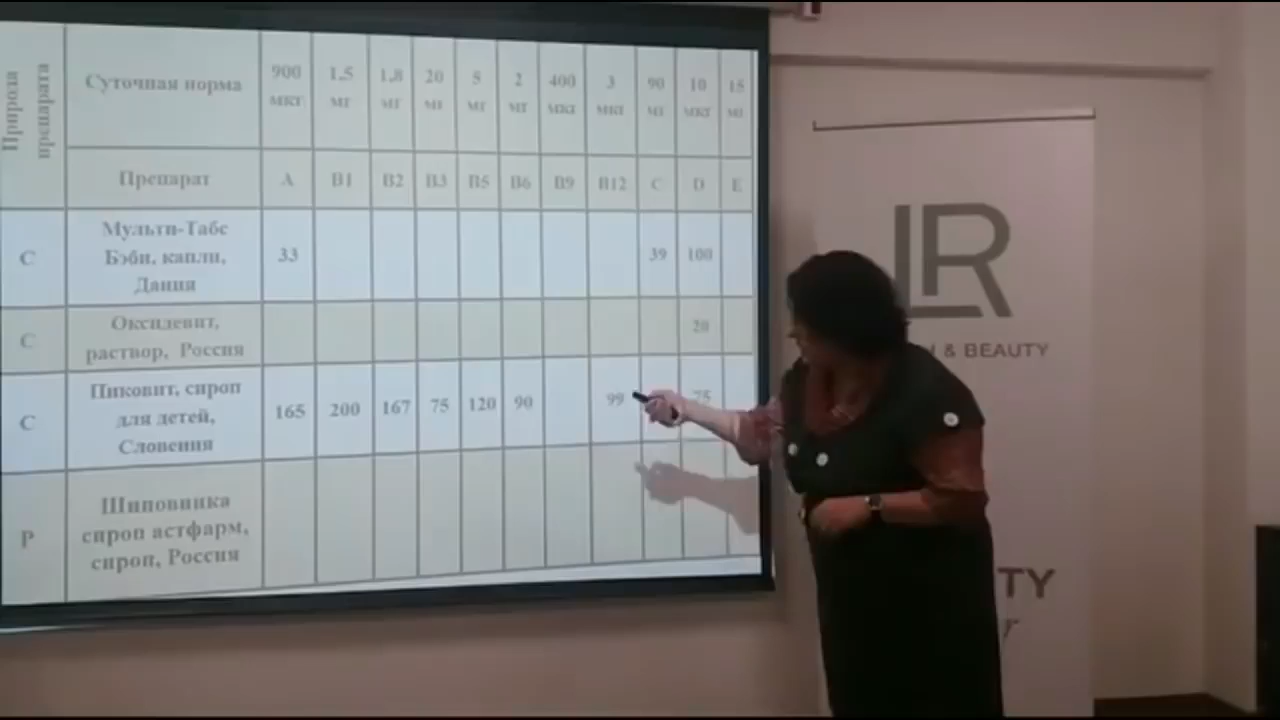 Природа препарата
Суточная норма
900 мкг
1,5 мг
1,8 мг
20 мг
5 мг
2 мг
400 мкг
3 мкг
90 мг
10 мкг
15 мг
Препарат
A
B1
B2
B3
B5
B6
B9
B12
C
D
E
С
Мульти-Табс
Бэби, капли,
Дания
33
39
100
С
Оксидевит,
раствор, Россия
20
С
Пиковит, сироп
для детей,
Словения
165
200
167
75
120
90
99
75
Р
Шиповника
сироп астфарм,
сироп, Россия
LR
& BEAUTY
TY
r